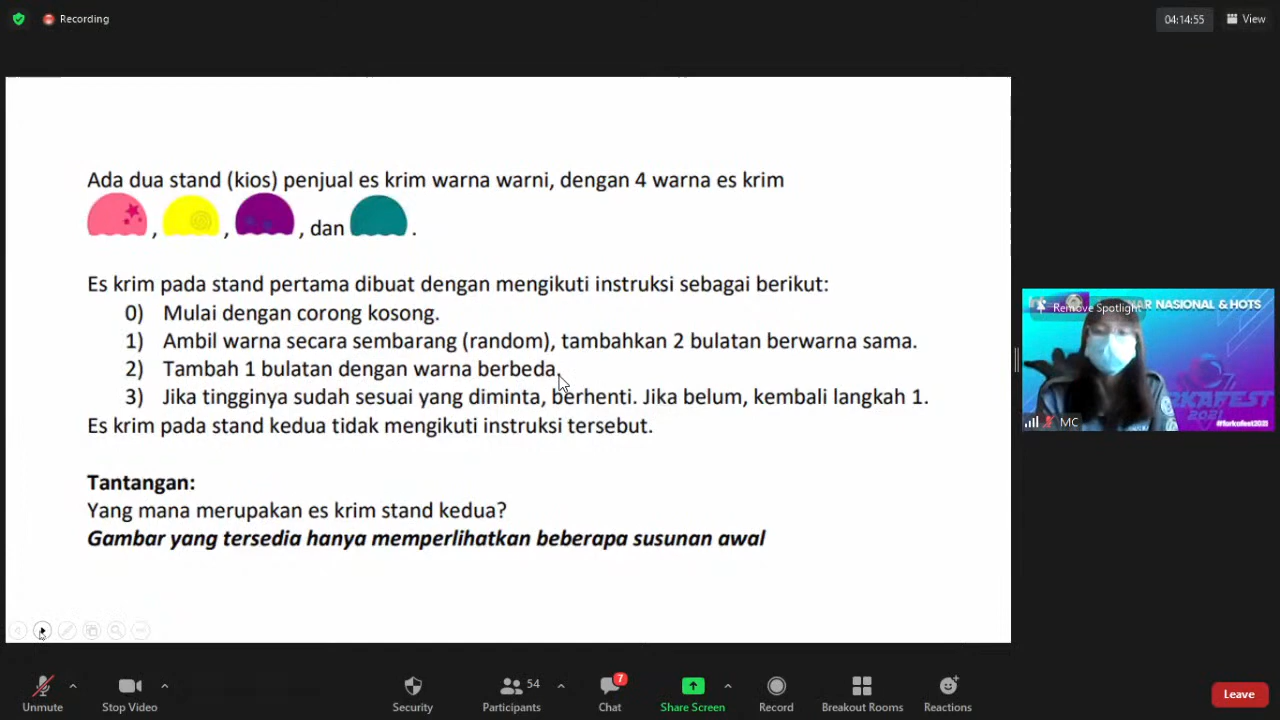 Recording
04:14:55
View
Ada dua stand (kios) penjual es krim warna warni, dengan 4 warna es krim
, , , dan .
Es krim pada stand pertama dibuat dengan mengikuti instruksi sebagai berikut:
0) Mulai dengan corong kosong.
1) Ambil warna secara sembarang (random), tambahkan 2 bulatan berwarna sama.
2) Tambah 1 bulatan dengan warna berbeda.
3) Jika tingginya sudah sesuai yang diminta, berhenti. Jika belum, kembali langkah 1.
Es krim pada stand kedua tidak mengikuti instruksi tersebut.
Tantangan:
Yang mana merupakan es krim stand kedua?
Gambar yang tersedia hanya memperlihatkan beberapa susunan awal
Remove Spotlight
NAR NASIONAL & HOTS
RKAFEST
2021
#forkafest2021
MC
Unmute
Stop Video
Security
54
Participants
7
Chat
Share Screen
Record
Breakout Rooms
Reactions
Leave